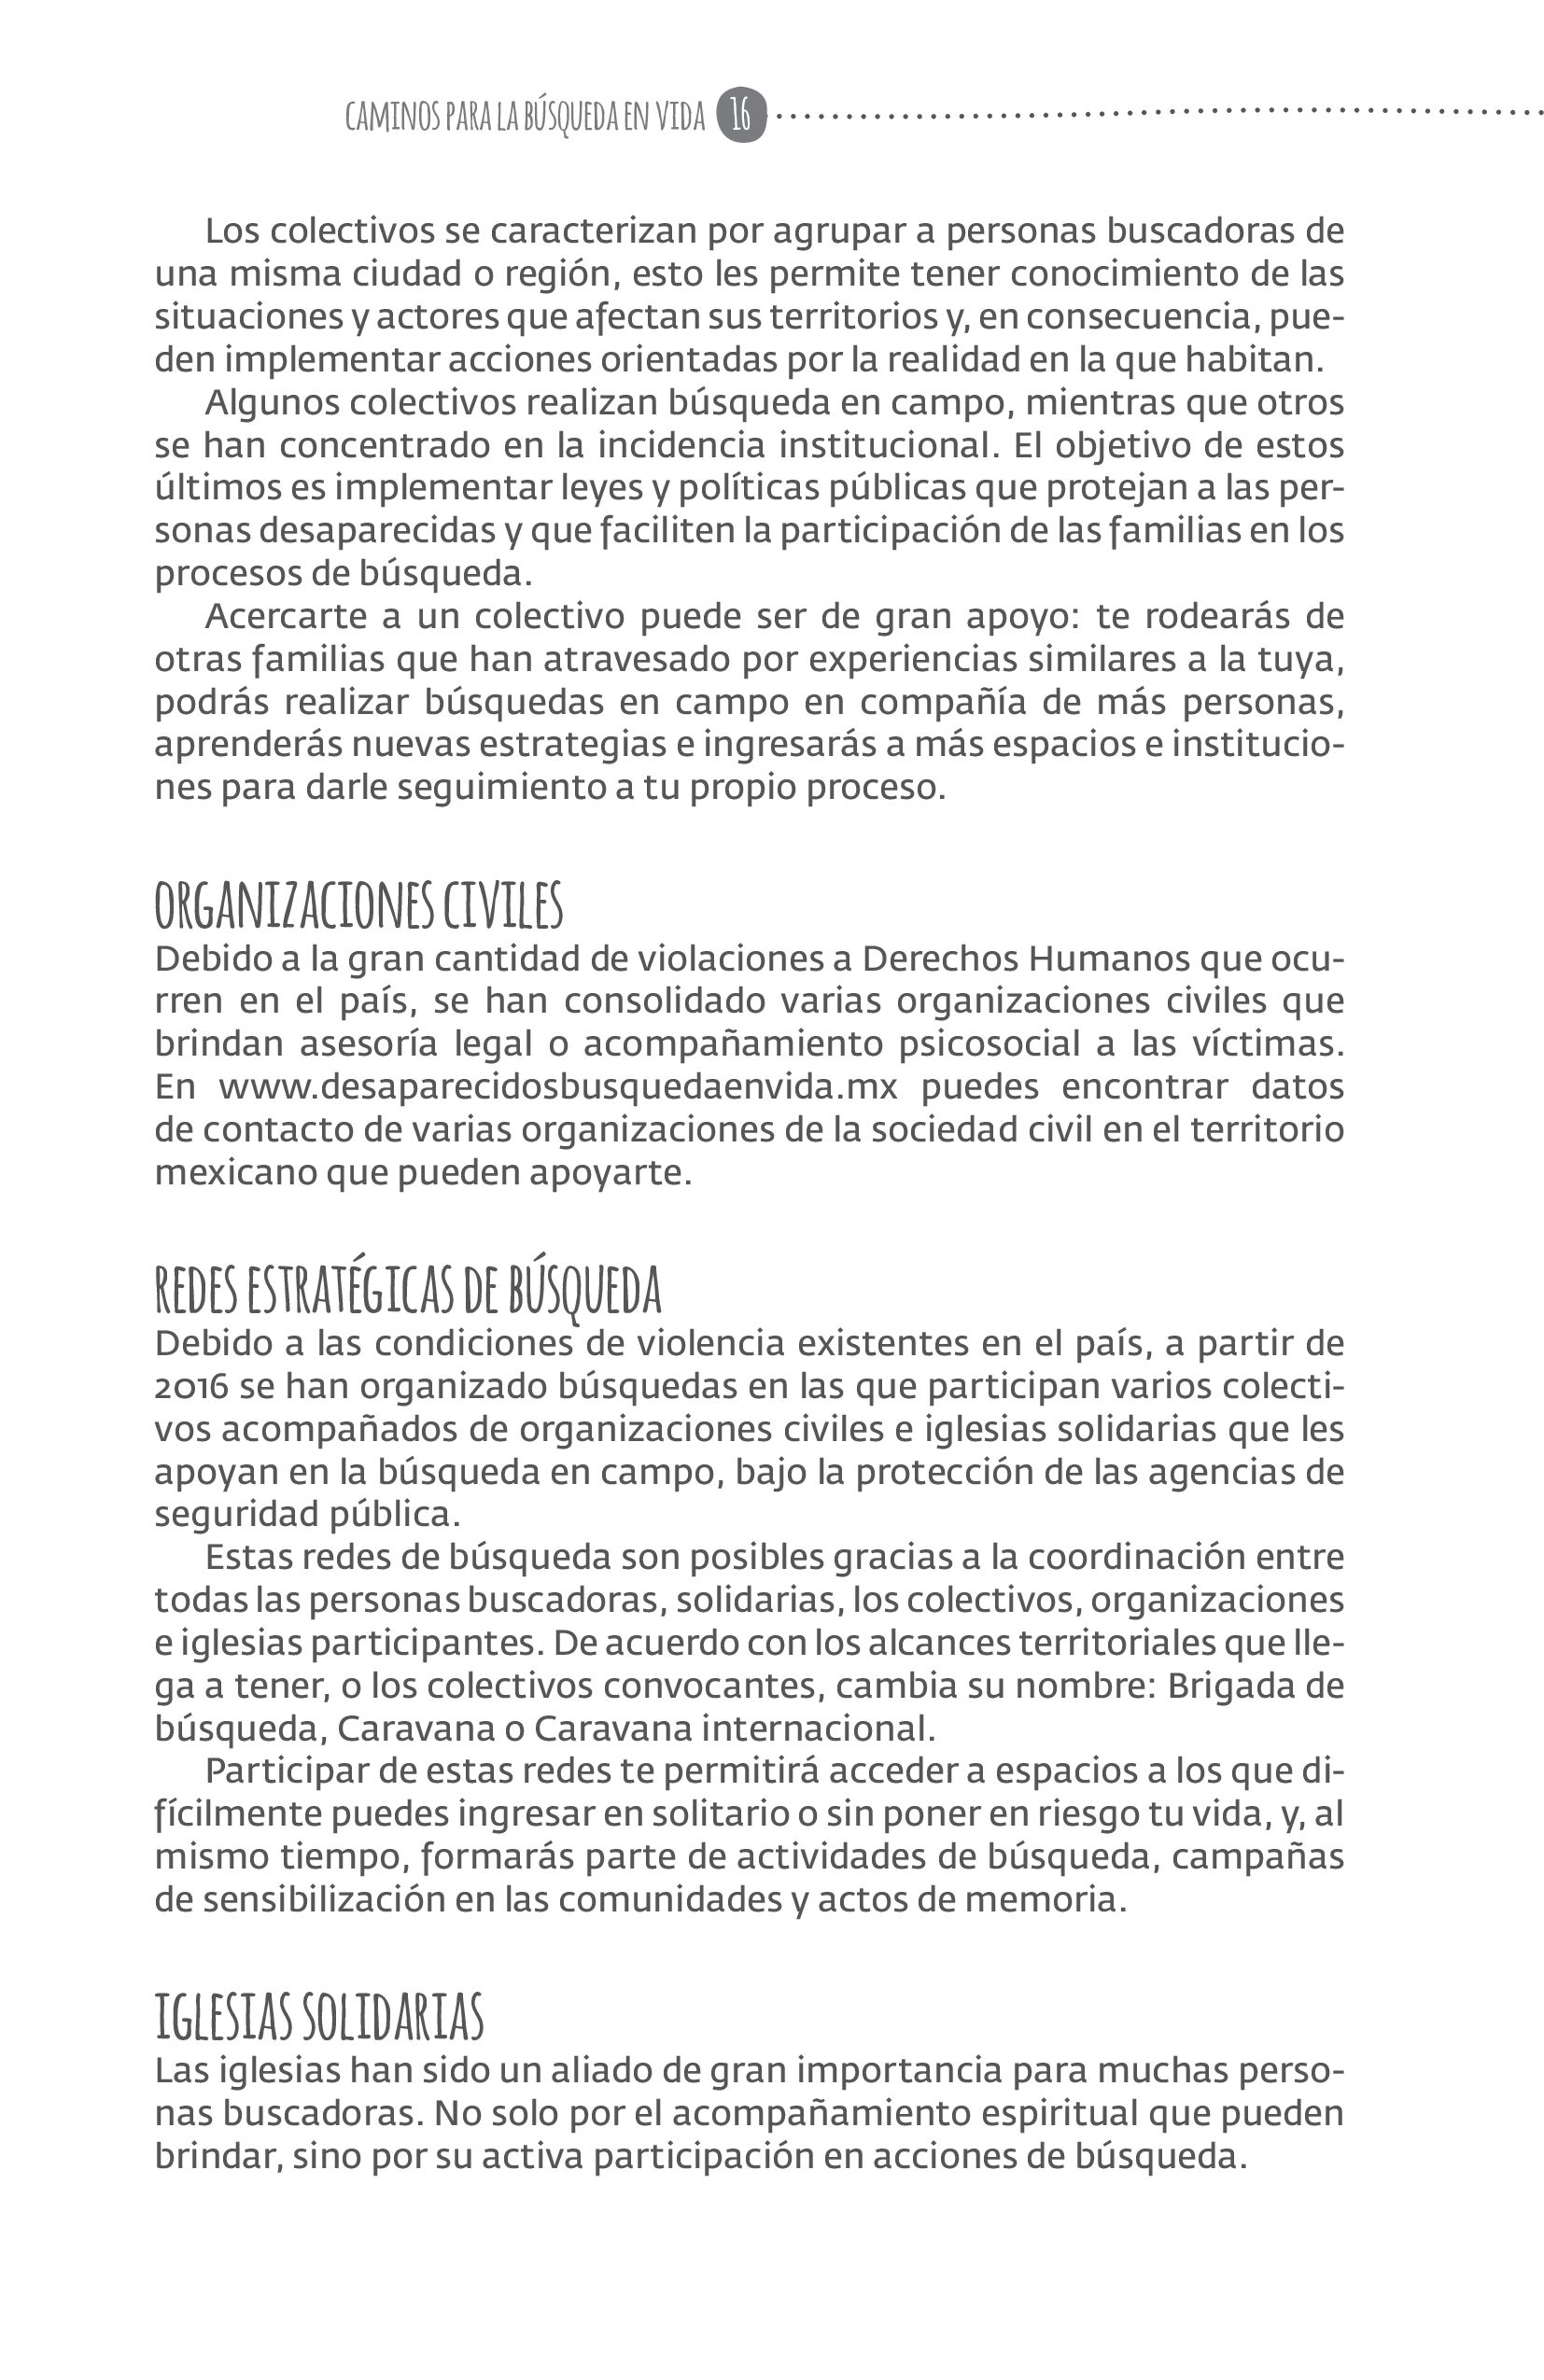 CAMINOS PARA LA BÚSQUEDA EN VIDA 16
Los colectivos se caracterizan por agrupar a personas buscadoras de
una misma ciudad o región, esto les permite tener conocimiento de las
situaciones y actores que afectan sus territorios y, en consecuencia, pue-
den implementar acciones orientadas por la realidad en la que habitan.
Algunos colectivos realizan búsqueda en campo, mientras que otros
se han concentrado en la incidencia institucional. El objetivo de estos
últimos es implementar leyes y políticas públicas que protejan a las per-
sonas desaparecidas y que faciliten la participación de las familias en los
procesos de búsqueda.
Acercarte a un colectivo puede ser de gran apoyo: te rodearás de
otras familias que han atravesado por experiencias similares a la tuya,
podrás realizar búsquedas en campo en compañía de más personas,
aprenderás nuevas estrategias e ingresarás a más espacios e institucio-
nes para darle seguimiento a tu propio proceso.
ORGANIZACIONES CIVILES
Debido a la gran cantidad de violaciones a Derechos Humanos que ocu-
rren en el país, se han consolidado varias organizaciones civiles que
brindan asesoría legal o acompañamiento psicosocial a las víctimas.
En www.desaparecidosbusquedaenvida.mx puedes encontrar datos
de contacto de varias organizaciones de la sociedad civil en el territorio
mexicano que pueden apoyarte.
REDES ESTRATÉGICAS DE BÚSQUEDA
Debido a las condiciones de violencia existentes en el país, a partir de
2016 se han organizado búsquedas en las que participan varios colecti-
vos acompañados de organizaciones civiles e iglesias solidarias que les
apoyan en la búsqueda en campo, bajo la protección de las agencias de
seguridad pública.
Estas redes de búsqueda son posibles gracias a la coordinación entre
todas las personas buscadoras, solidarias, los colectivos, organizaciones
e iglesias participantes. De acuerdo con los alcances territoriales que lle-
ga a tener, o los colectivos convocantes, cambia su nombre: Brigada de
búsqueda, Caravana o Caravana internacional.
Participar de estas redes te permitirá acceder a espacios a los que di-
fícilmente puedes ingresar en solitario o sin poner en riesgo tu vida, y, al
mismo tiempo, formarás parte de actividades de búsqueda, campañas
de sensibilización en las comunidades y actos de memoria.
IGLESIAS SOLIDARIAS
Las iglesias han sido un aliado de gran importancia para muchas perso-
nas buscadoras. No solo por el acompañamiento espiritual que pueden
brindar, sino por su activa participación en acciones de búsqueda.